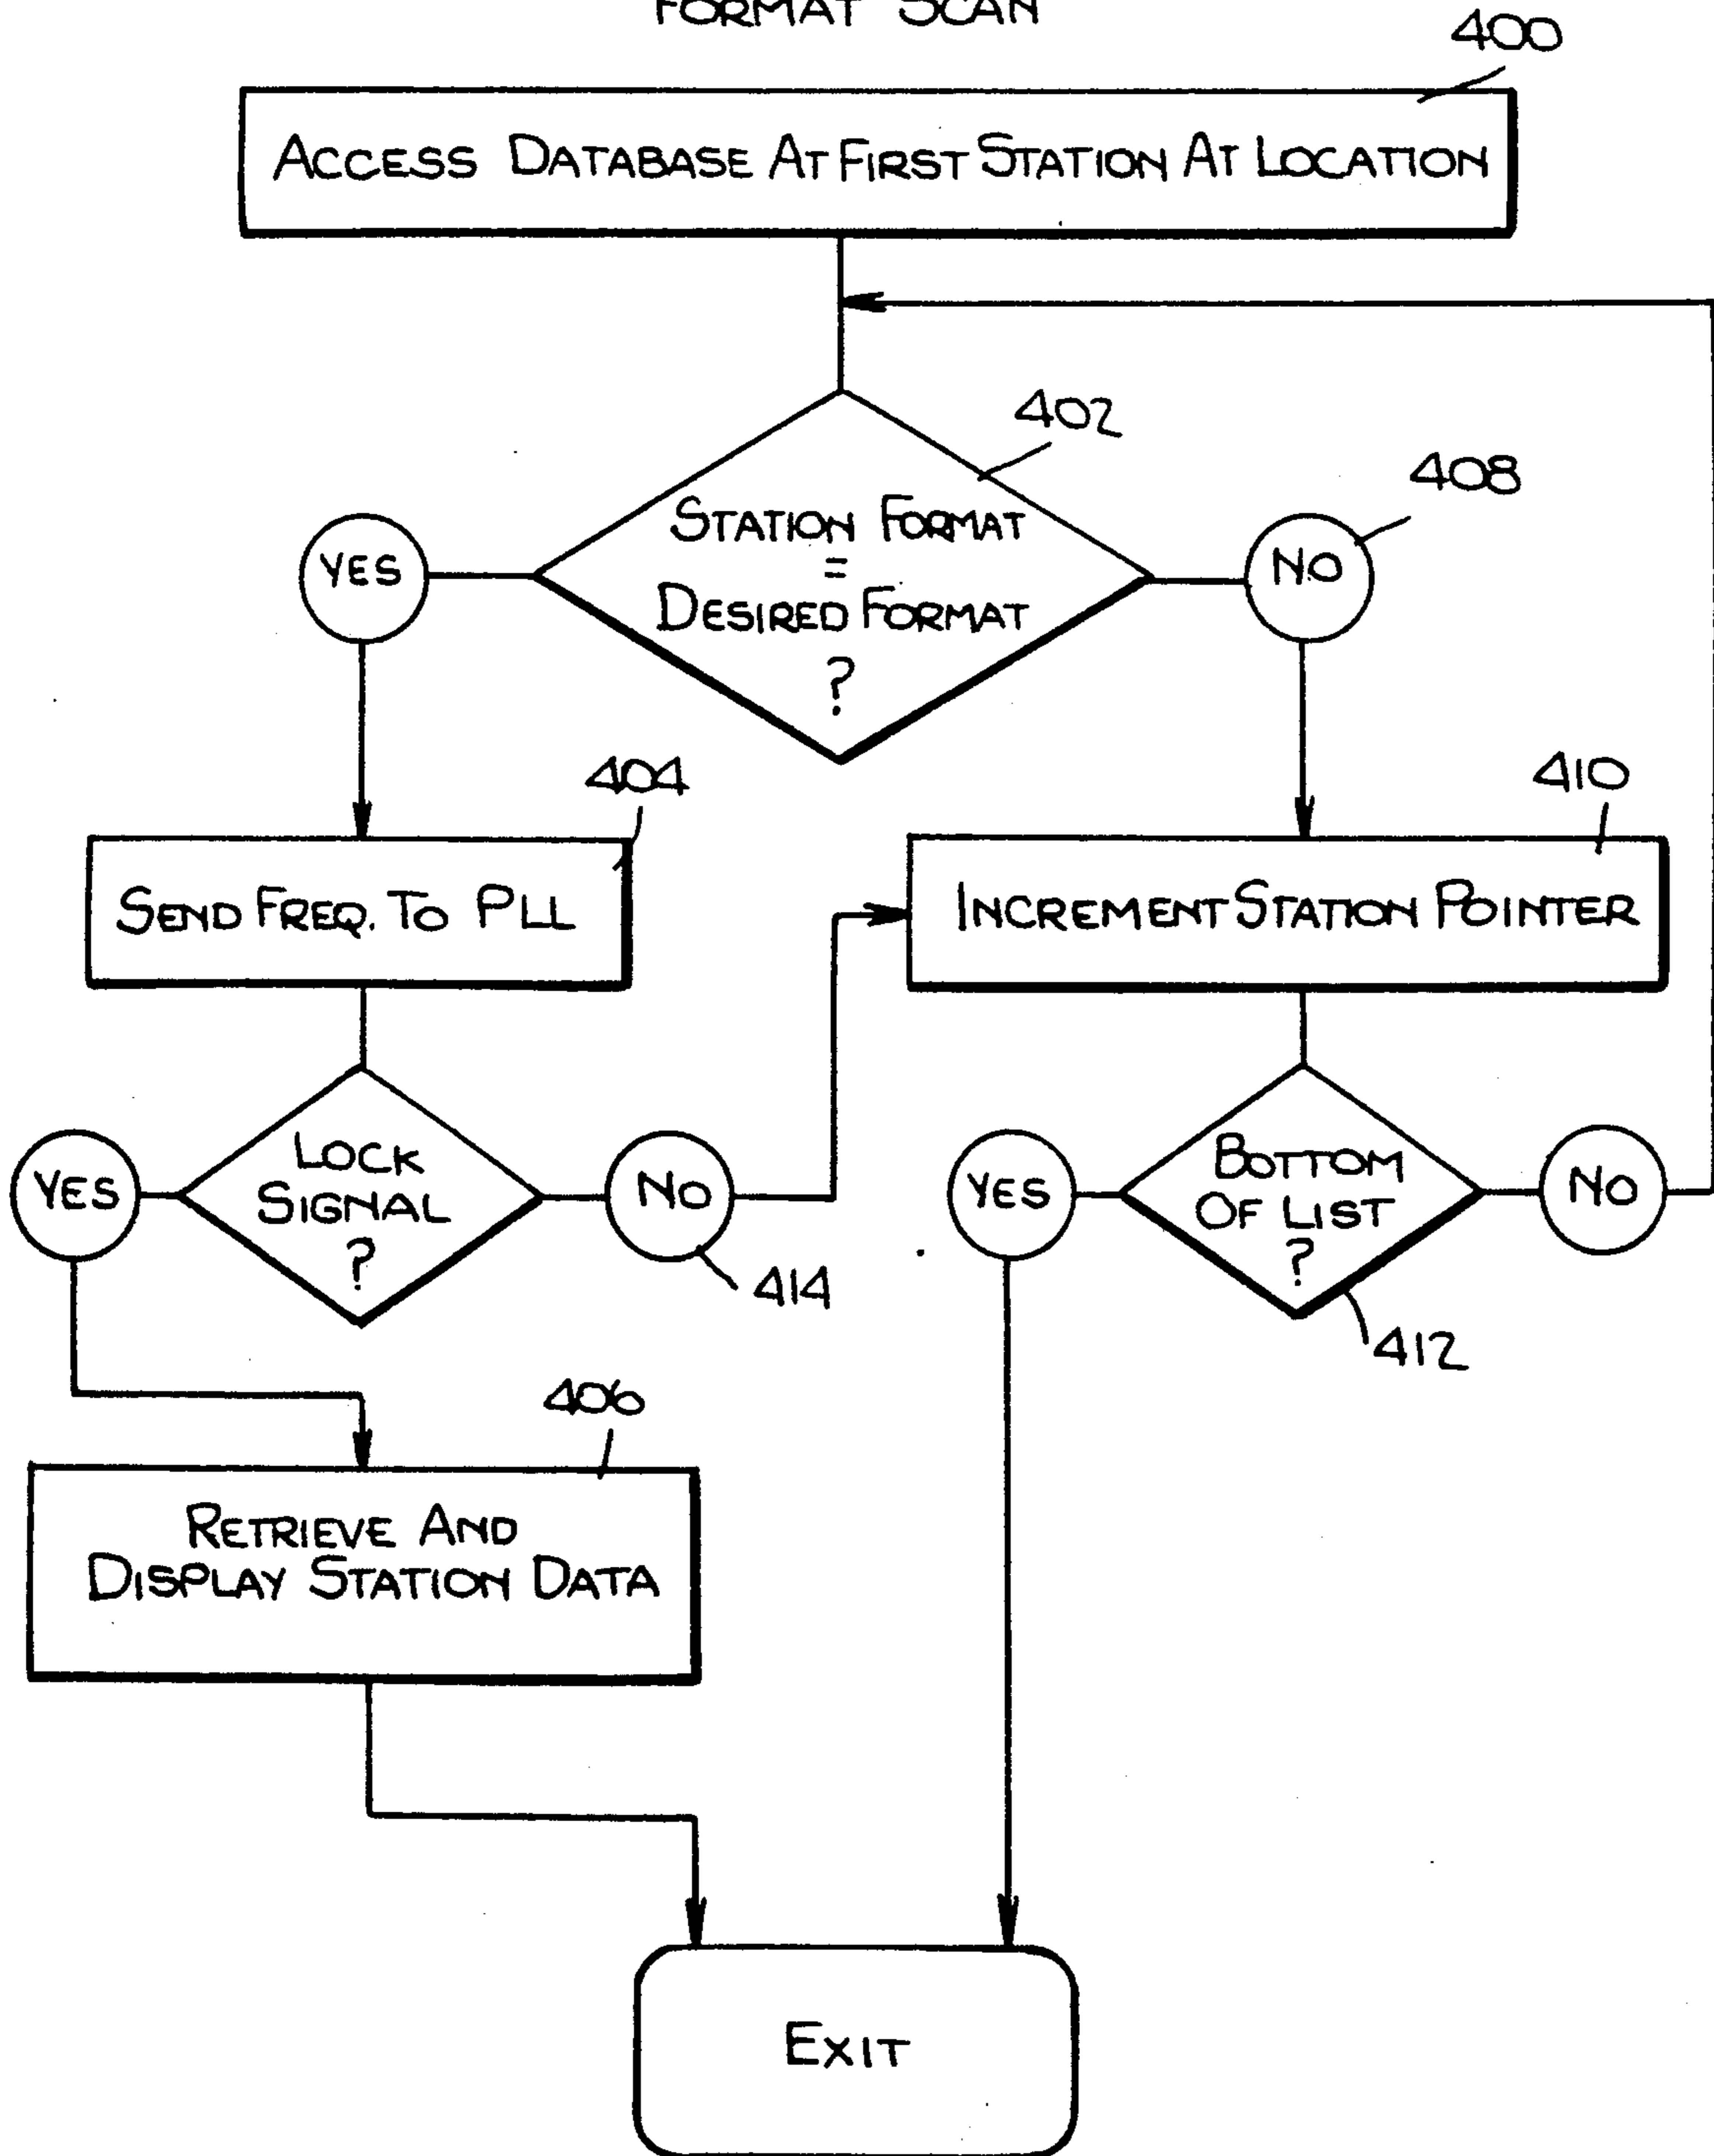 FORMAT SCAN
400
ACCESS DATABASE AT FIRST STATION AT LOCATION
402
408
STATION FORMAT
=
DESIRED FORMAT
?
YES
NO
404
410
SEND FREQ. TO PLL
INCREMENT STATION POINTER
YES
LOCK
SIGNAL
?
NO
414
YES
BOTTOM
OF LIST
?
NO
412
406
RETRIEVE AND
DISPLAY STATION DATA
EXIT